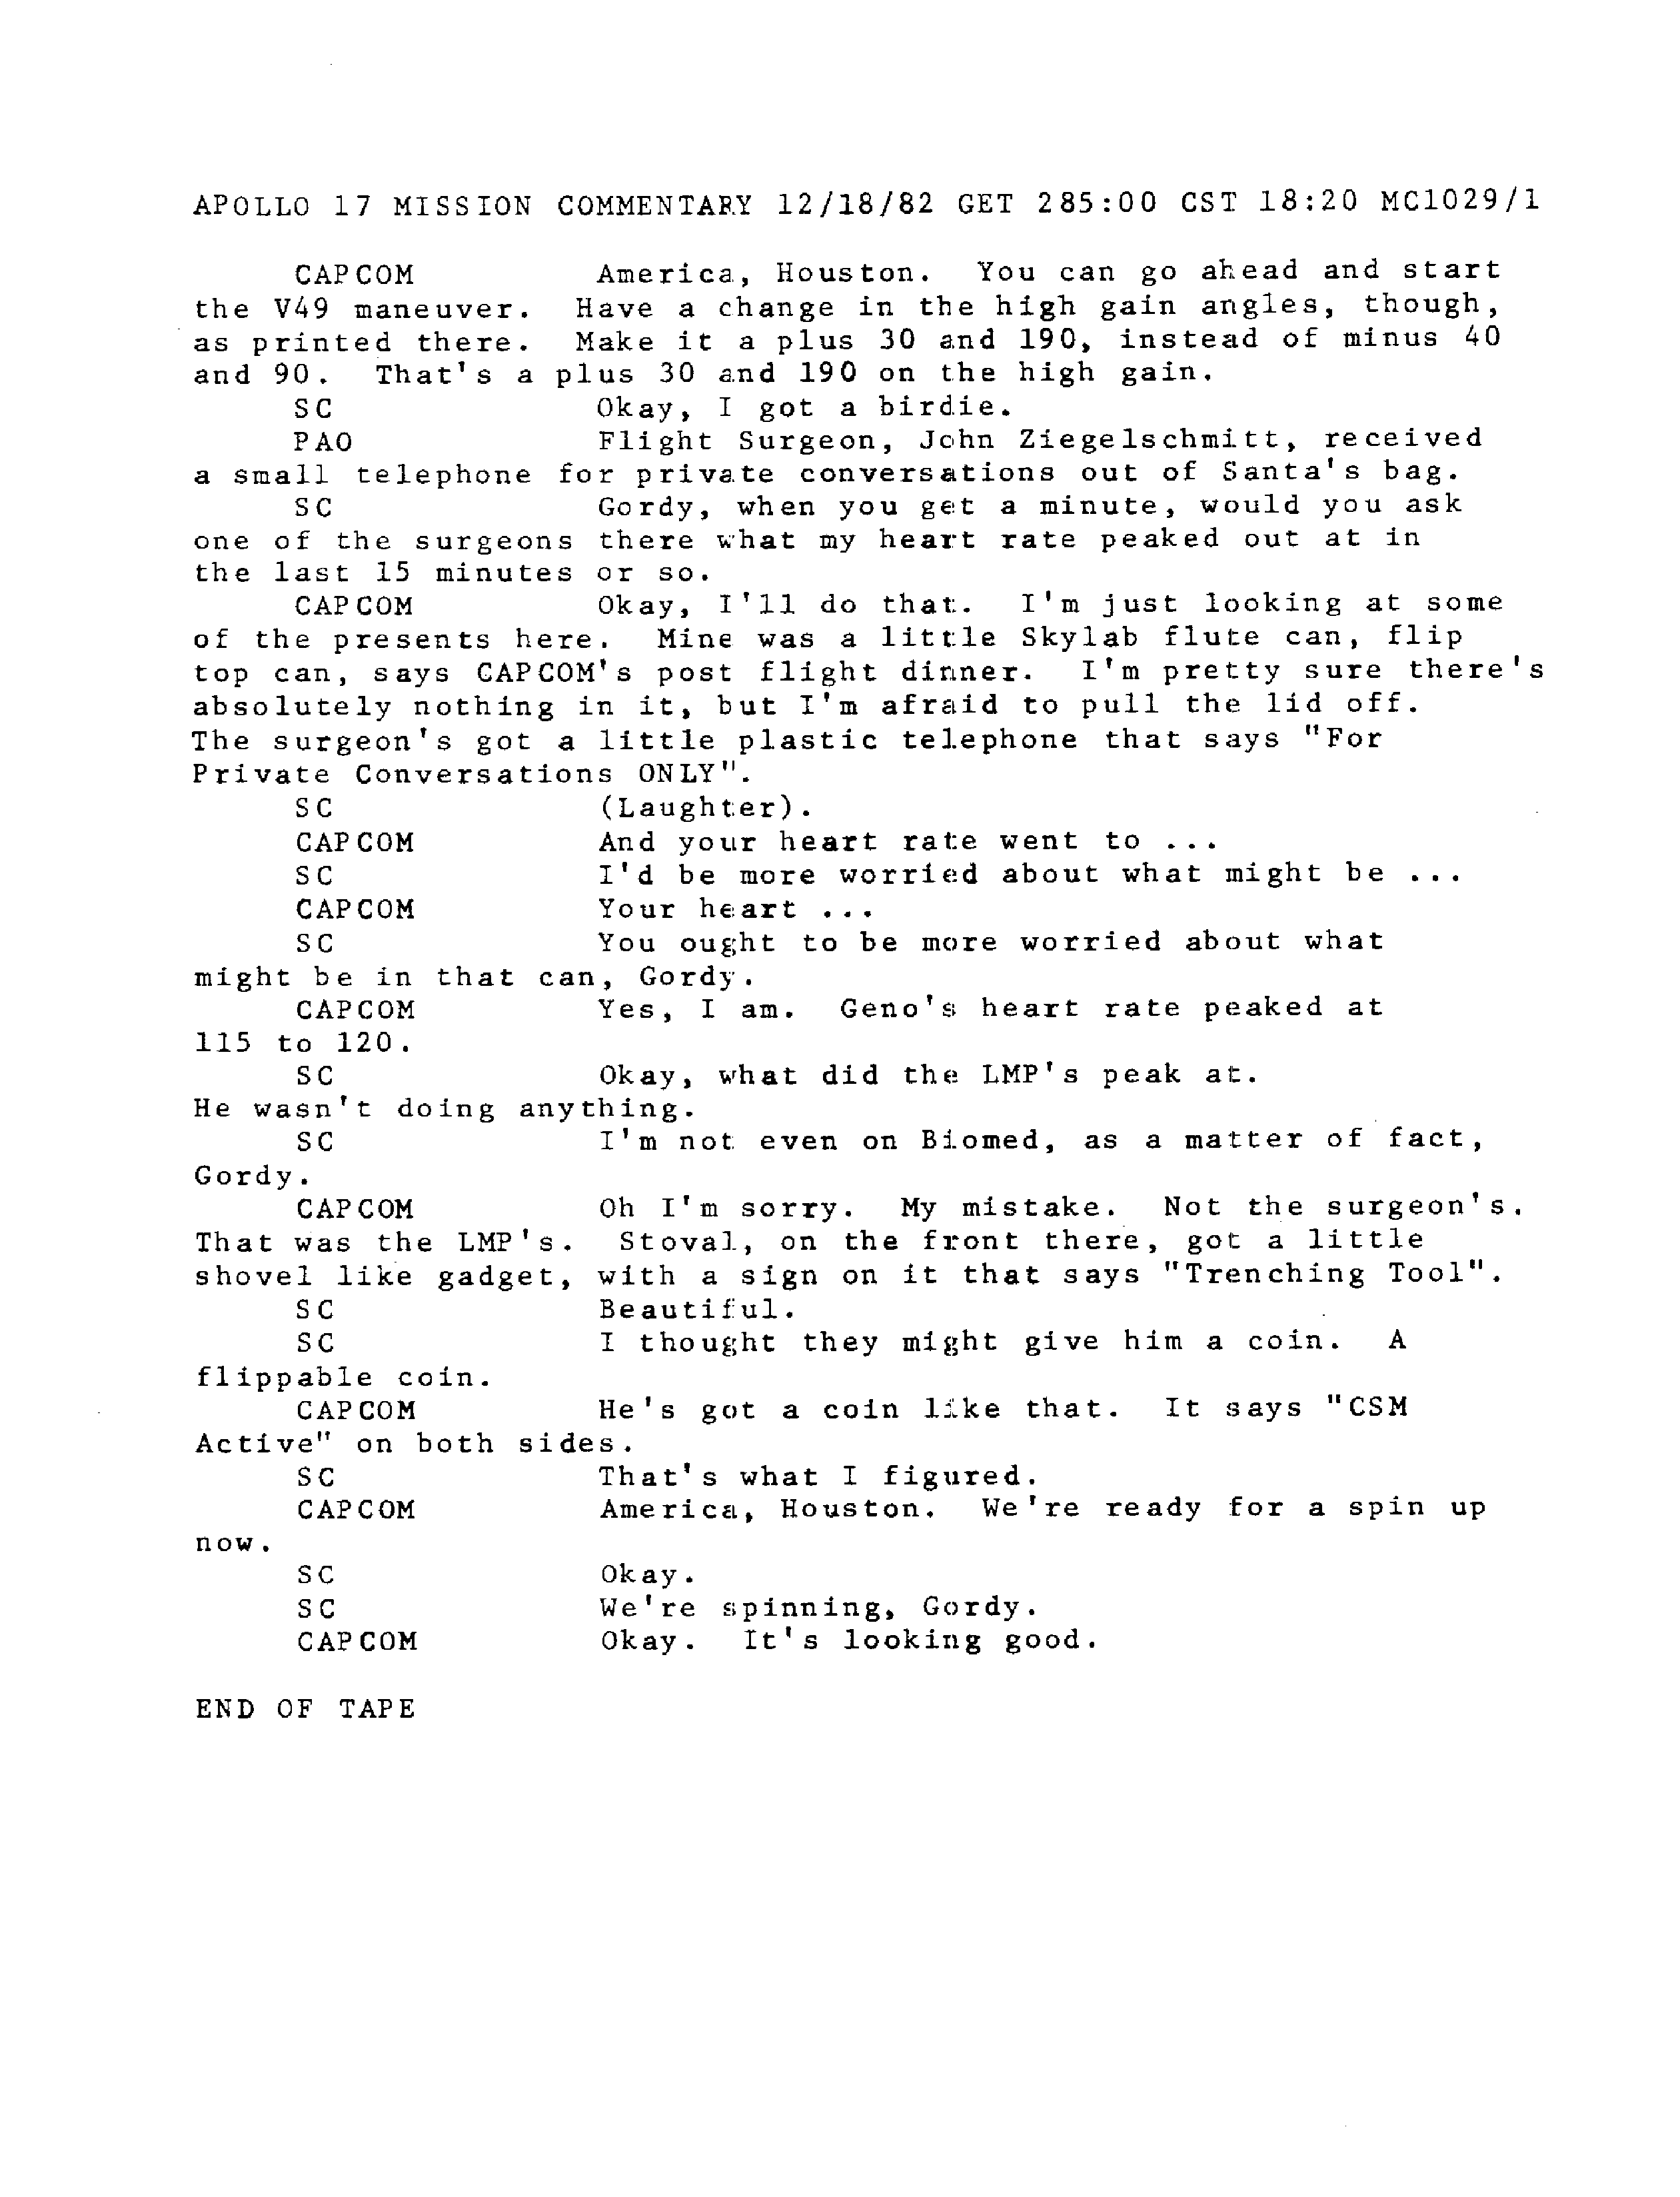 APOLLO 17 MISSION COMMENTARY 12/18/82 GET 285:00 CST 18:20 MC1029/1
CAPCOM America, Houston. You can go ahead and start
the V49 maneuver. Have a change in the high gain angles, though,
as printed there. Make it a plus 30 and 190, instead of minus 40
and 90. That's a plus 30 and 190 on the high gain.
SC Okay, I got a birdie.
PAO Flight Surgeon, John Ziegelschmitt, received
a small telephone for private conversations out of Santa's bag.
SC Gordy, when you get a minute, would you ask
one of the surgeons there what my heart rate peaked out at in
the last 15 minutes or so.
CAPCOM Okay, I'll do that. I'm just looking at some
of the presents here. Mine was a little Skylab flute can, flip
top can, says CAPCOM's post flight dinner. I'm pretty sure there's
absolutely nothing in it, but I'm afraid to pull the lid off.
The surgeon's got a little plastic telephone that says "For
Private Conversations ONLY".
SC (Laughter).
CAPCOM And your heart rate went to ...
SC I'd be more worried about what might be ...
CAPCOM Your heart ...
SC You ought to be more worried about what
might be in that can, Gordy.
CAPCOM Yes, I am. Geno's heart rate peaked at
115 to 120.
SC Okay, what did the LMP's peak at.
He wasn't doing anything.
SC I'm not even on Biomed, as a matter of fact,
Gordy.
CAPCOM Oh I'm sorry. My mistake. Not the surgeon's.
That was the LMP's. Stoval, on the front there, got a little
shovel like gadget, with a sign on it that says "Trenching Tool".
SC Beautiful.
SC I thought they might give him a coin. A
flippable coin.
CAPCOM He's got a coin like that. It says "CSM
Active" on both sides.
SC That's what I figured.
CAPCOM America, Houston. We're ready for a spin up
now.
SC Okay.
SC We're spinning, Gordy.
CAPCOM Okay. It's looking good.
END OF TAPE